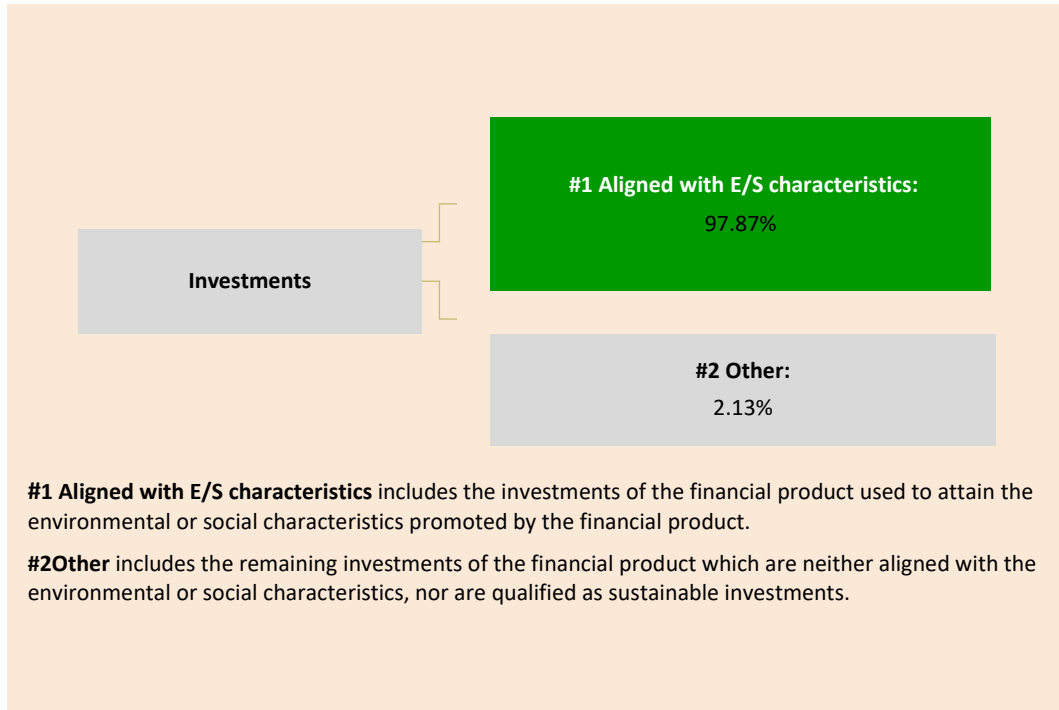 #1 Aligned with E/S characteristics:
97.87%
Investments
#2 Other:
2.13%
#1 Aligned with E/S characteristics includes the investments of the financial product used to attain the
environmental or social characteristics promoted by the financial product.
#2Other includes the remaining investments of the financial product which are neither aligned with the
environmental or social characteristics, nor are qualified as sustainable investments.